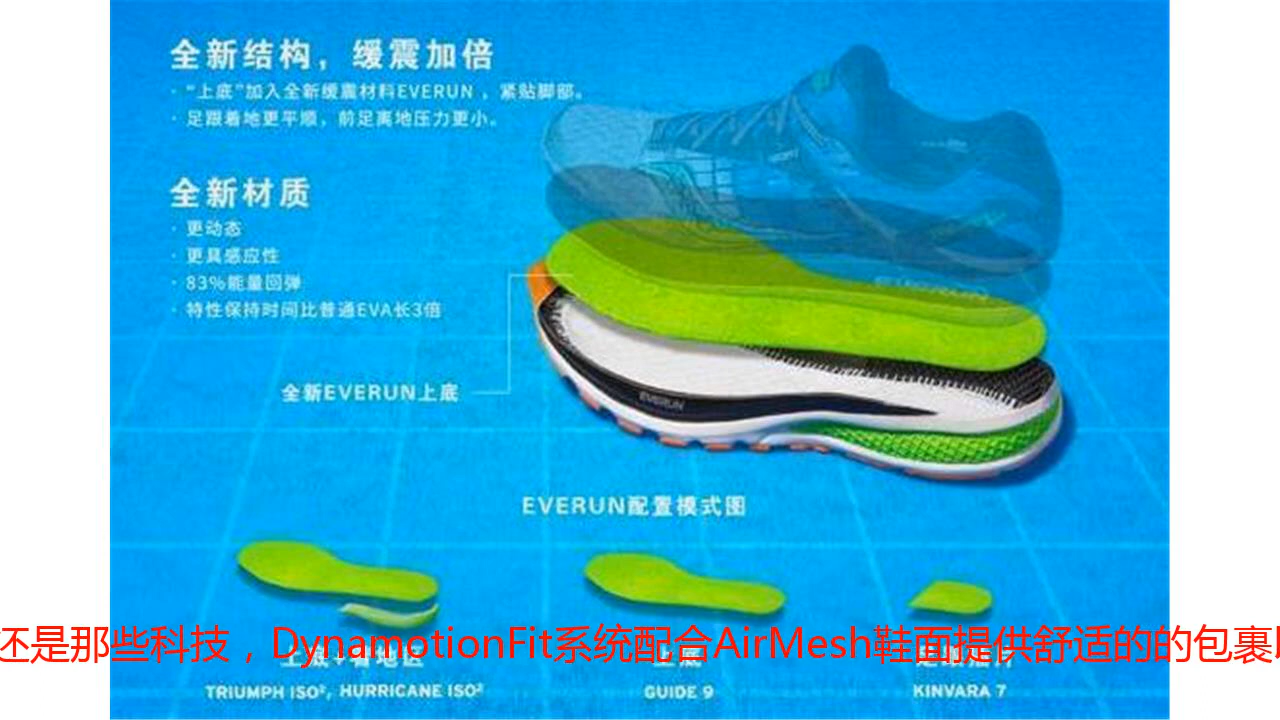 全新结构，缓震加倍
· “上底”加入全新缓震材料EVERUN ，紧贴脚部。
· 足跟着地更平顺，前足离地压力更小。
全新材质
· 更动态
· 更具感应性
· 83%能量回弹
· 特性保持时间比普通EVA长3倍
全新EVERUN上底
EVERUN
EVERUN配置模式图
还是那些科技，DynamotionFit系统配合AirMesh鞋面提供舒适的的包裹
TRIUMPH ISO², HURRICANE ISO²
GUIDE 9
KINVARA 7